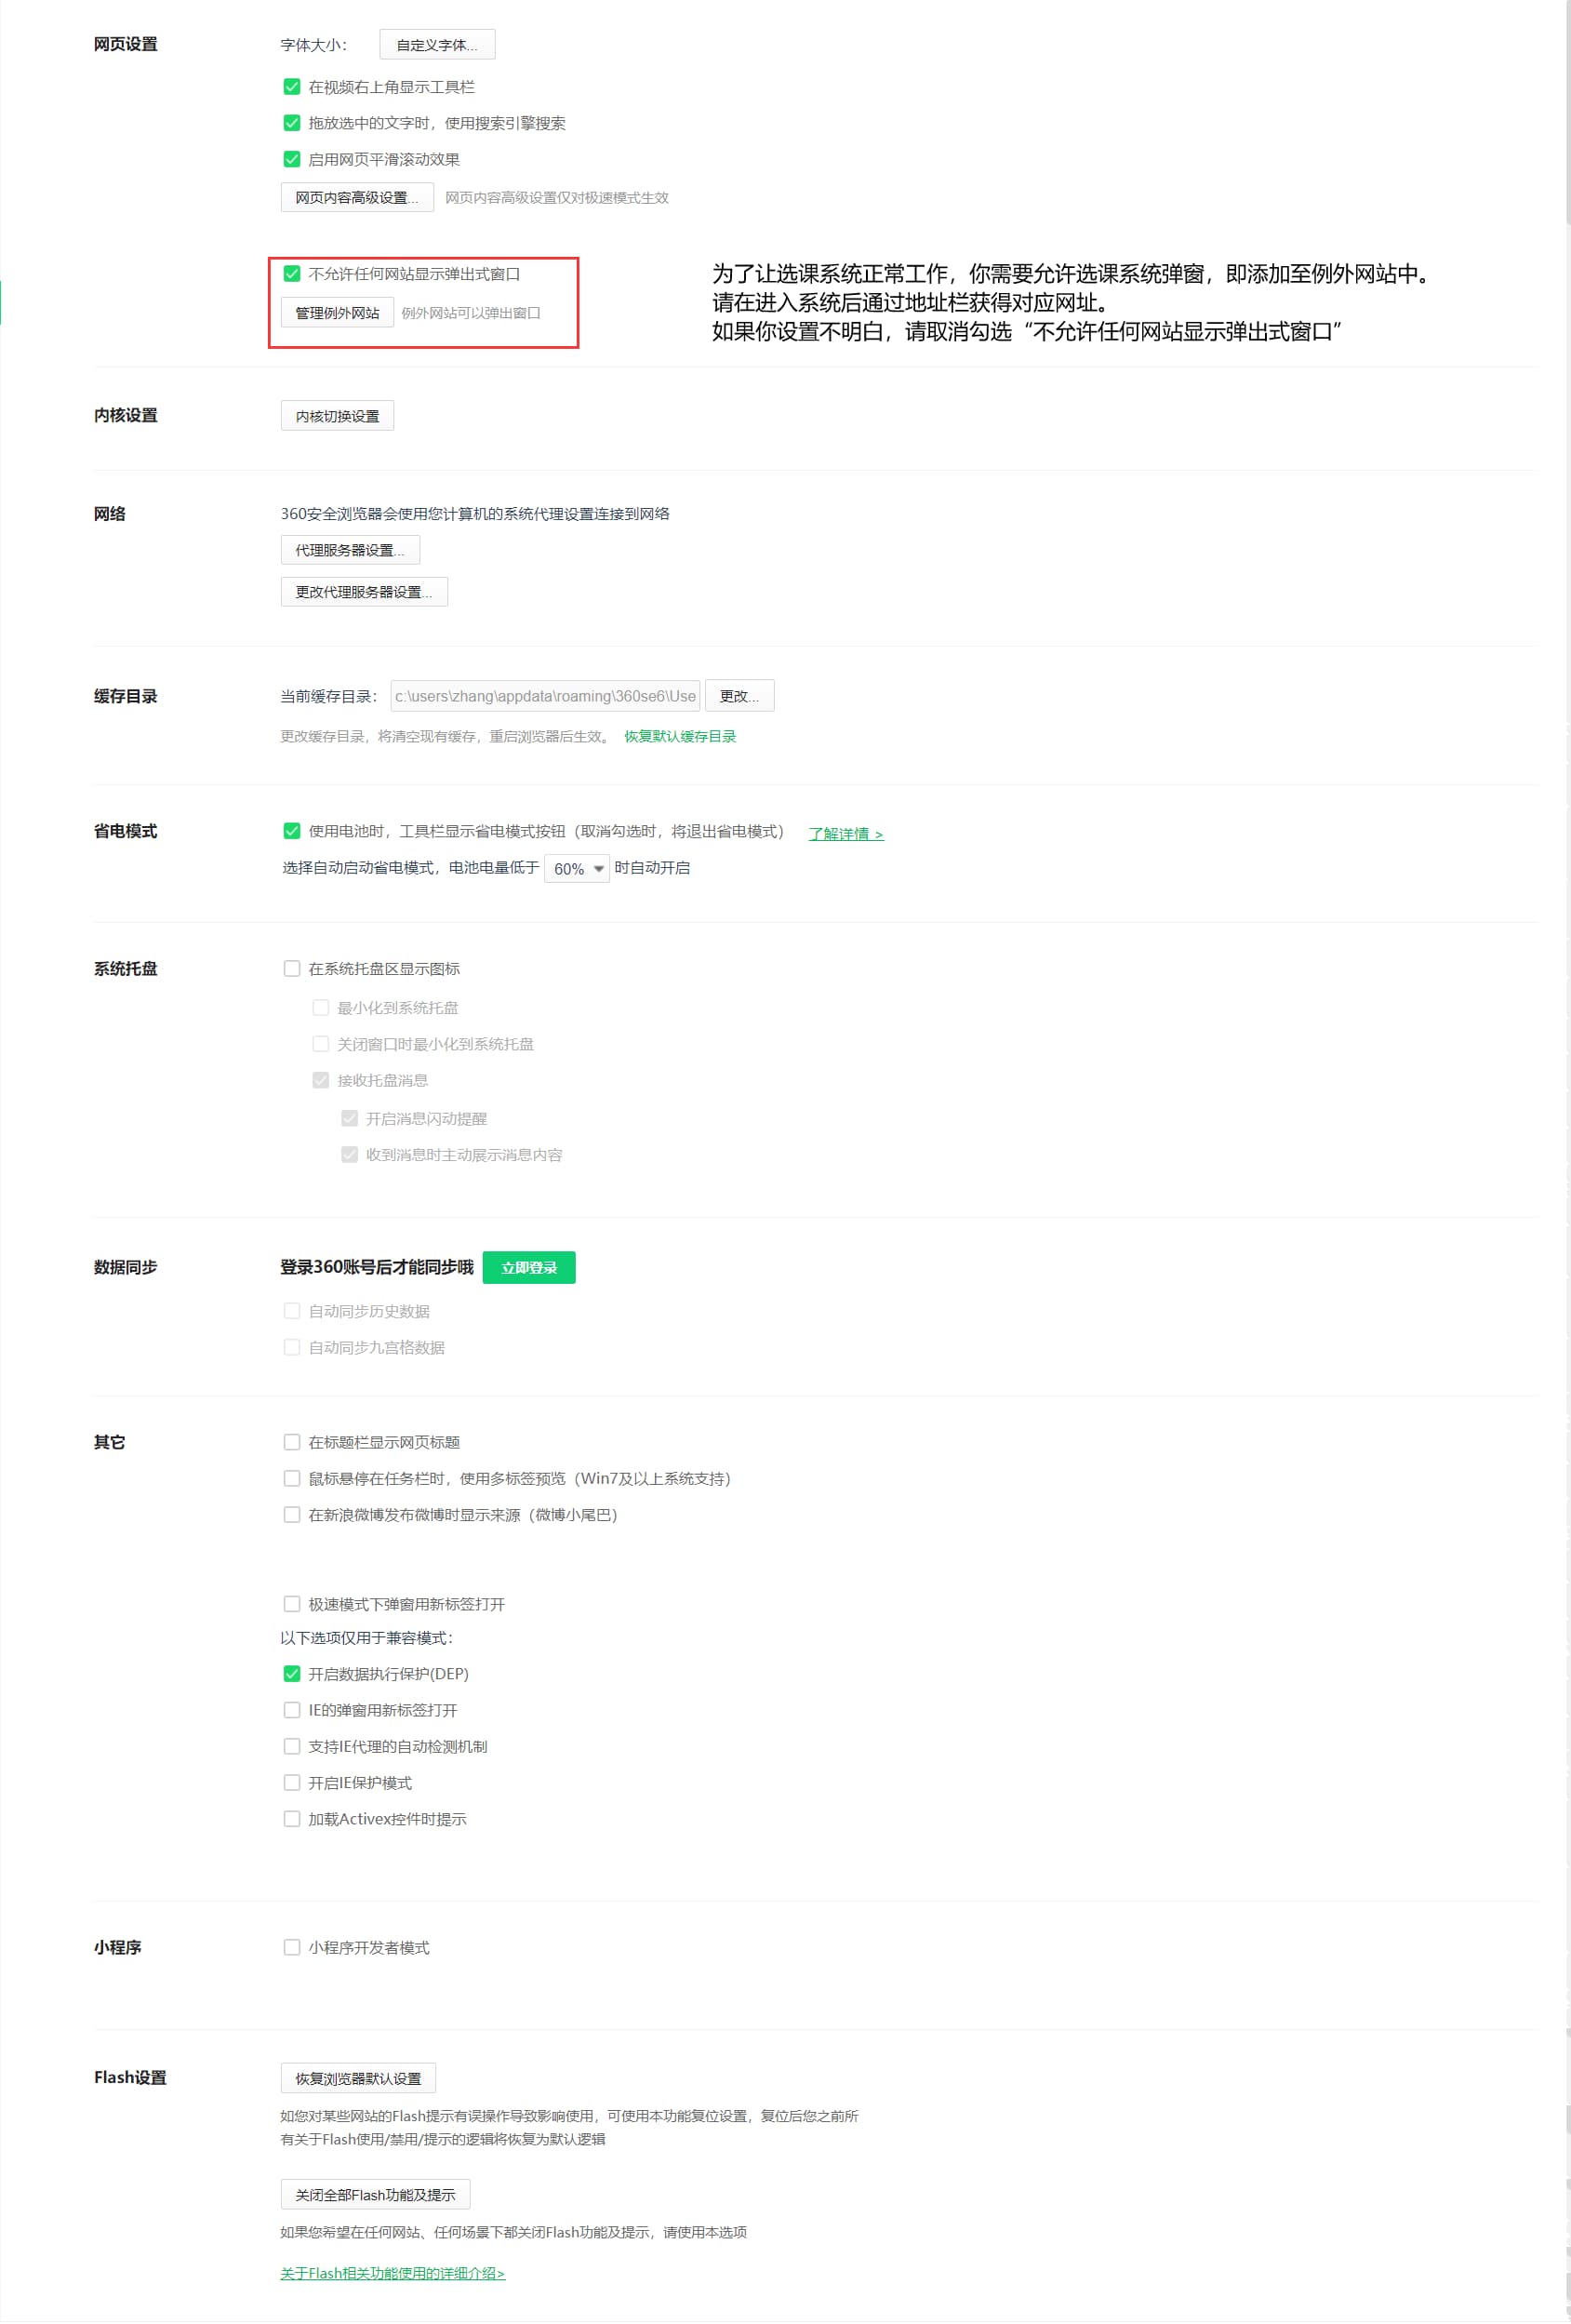 网页设置
字体大小：
自定义字体...
在视频右上角显示工具栏
拖放选中的文字时，使用搜索引擎搜索
启用网页平滑滚动效果
网页内容高级设置... 网页内容高级设置仅对极速模式生效
不允许任何网站显示弹出式窗口
管理例外网站 例外网站可以弹出窗口
为了让选课系统正常工作，你需要允许选课系统弹窗，即添加至例外网站中。
请在进入系统后通过地址栏获得对应网址。
如果你设置不明白，请取消勾选“不允许任何网站显示弹出式窗口”
内核设置
内核切换设置
网络
360安全浏览器会使用您计算机的系统代理设置连接到网络
代理服务器设置...
更改代理服务器设置...
缓存目录
当前缓存目录： c:\users\zhang\appdata\roaming\360se6\Use 更改...
更改缓存目录，将清空现有缓存，重启浏览器后生效。 恢复默认缓存目录
省电模式
使用电池时，工具栏显示省电模式按钮（取消勾选时，将退出省电模式） 了解详情 >
选择自动启动省电模式，电池电量低于 60% 时自动开启
系统托盘
在系统托盘区显示图标
最小化到系统托盘
关闭窗口时最小化到系统托盘
接收托盘消息
开启消息闪动提醒
收到消息时主动展示消息内容
数据同步
登录360账号后才能同步哦 立即登录
自动同步历史数据
自动同步九宫格数据
其它
在标题栏显示网页标题
鼠标悬停在任务栏时，使用多标签预览（Win7及以上系统支持）
在新浪微博发布微博时显示来源（微博小尾巴）
极速模式下弹窗用新标签打开
以下选项仅用于兼容模式：
开启数据执行保护(DEP)
IE的弹窗用新标签打开
支持IE代理的自动检测机制
开启IE保护模式
加载Activex控件时提示
小程序
小程序开发者模式
Flash设置
恢复浏览器默认设置
如您对某些网站的Flash提示有误操作导致影响使用，可使用本功能复位设置，复位后您之前所
有关于Flash使用/禁用/提示的逻辑将恢复为默认逻辑
关闭全部Flash功能及提示
如果您希望在任何网站、任何场景下都关闭Flash功能及提示，请使用本选项
关于Flash相关功能使用的详细介绍>